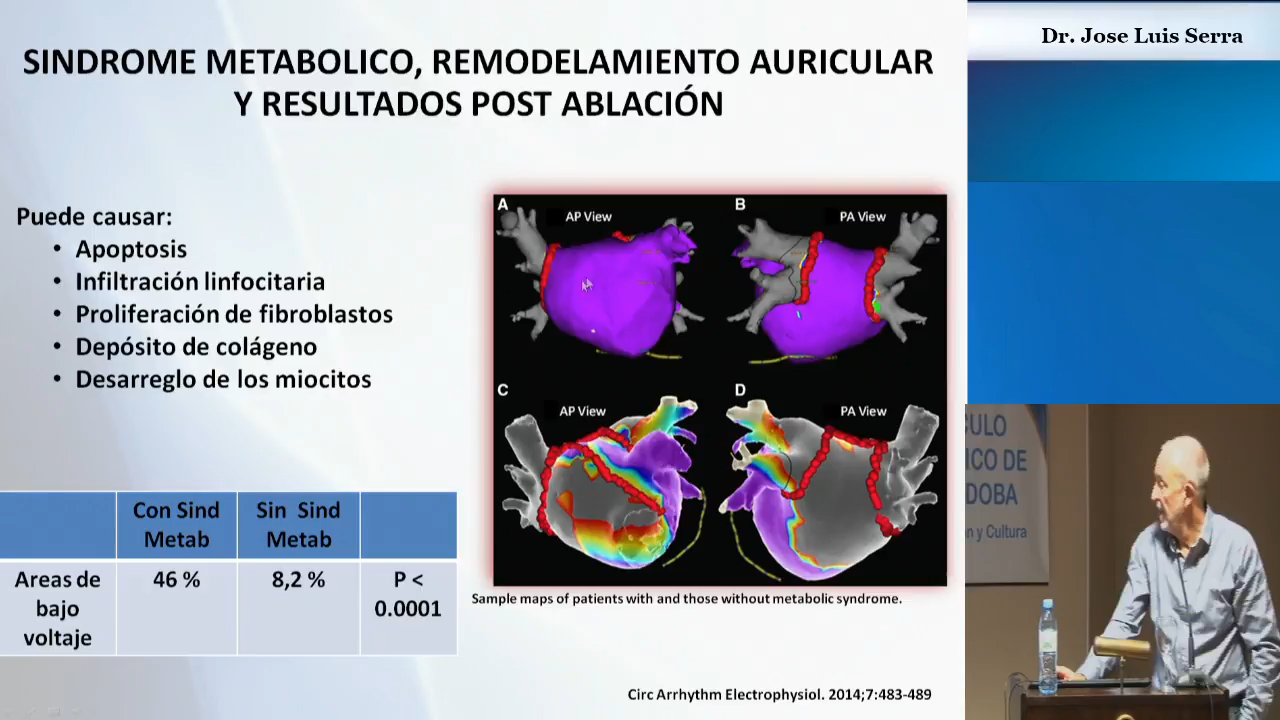 SINDROME METABOLICO, REMODELAMIENTO AURICULAR
Y RESULTADOS POST ABLACIÓN
Dr. Jose Luis Serra
Puede causar:
• Apoptosis
• Infiltración linfocitaria
• Proliferación de fibroblastos
• Depósito de colágeno
• Desarreglo de los miocitos
A
AP View
B
PA View
C
AP View
D
PA View
Sample maps of patients with and those without metabolic syndrome.
Con Sind
Metab
Sin Sind
Metab
Areas de
bajo
voltaje
46 %
8,2 %
P <
0.0001
Circ Arrhythm Electrophysiol. 2014;7:483-489
CULO
ICO DE
DOBA
n y Cultura